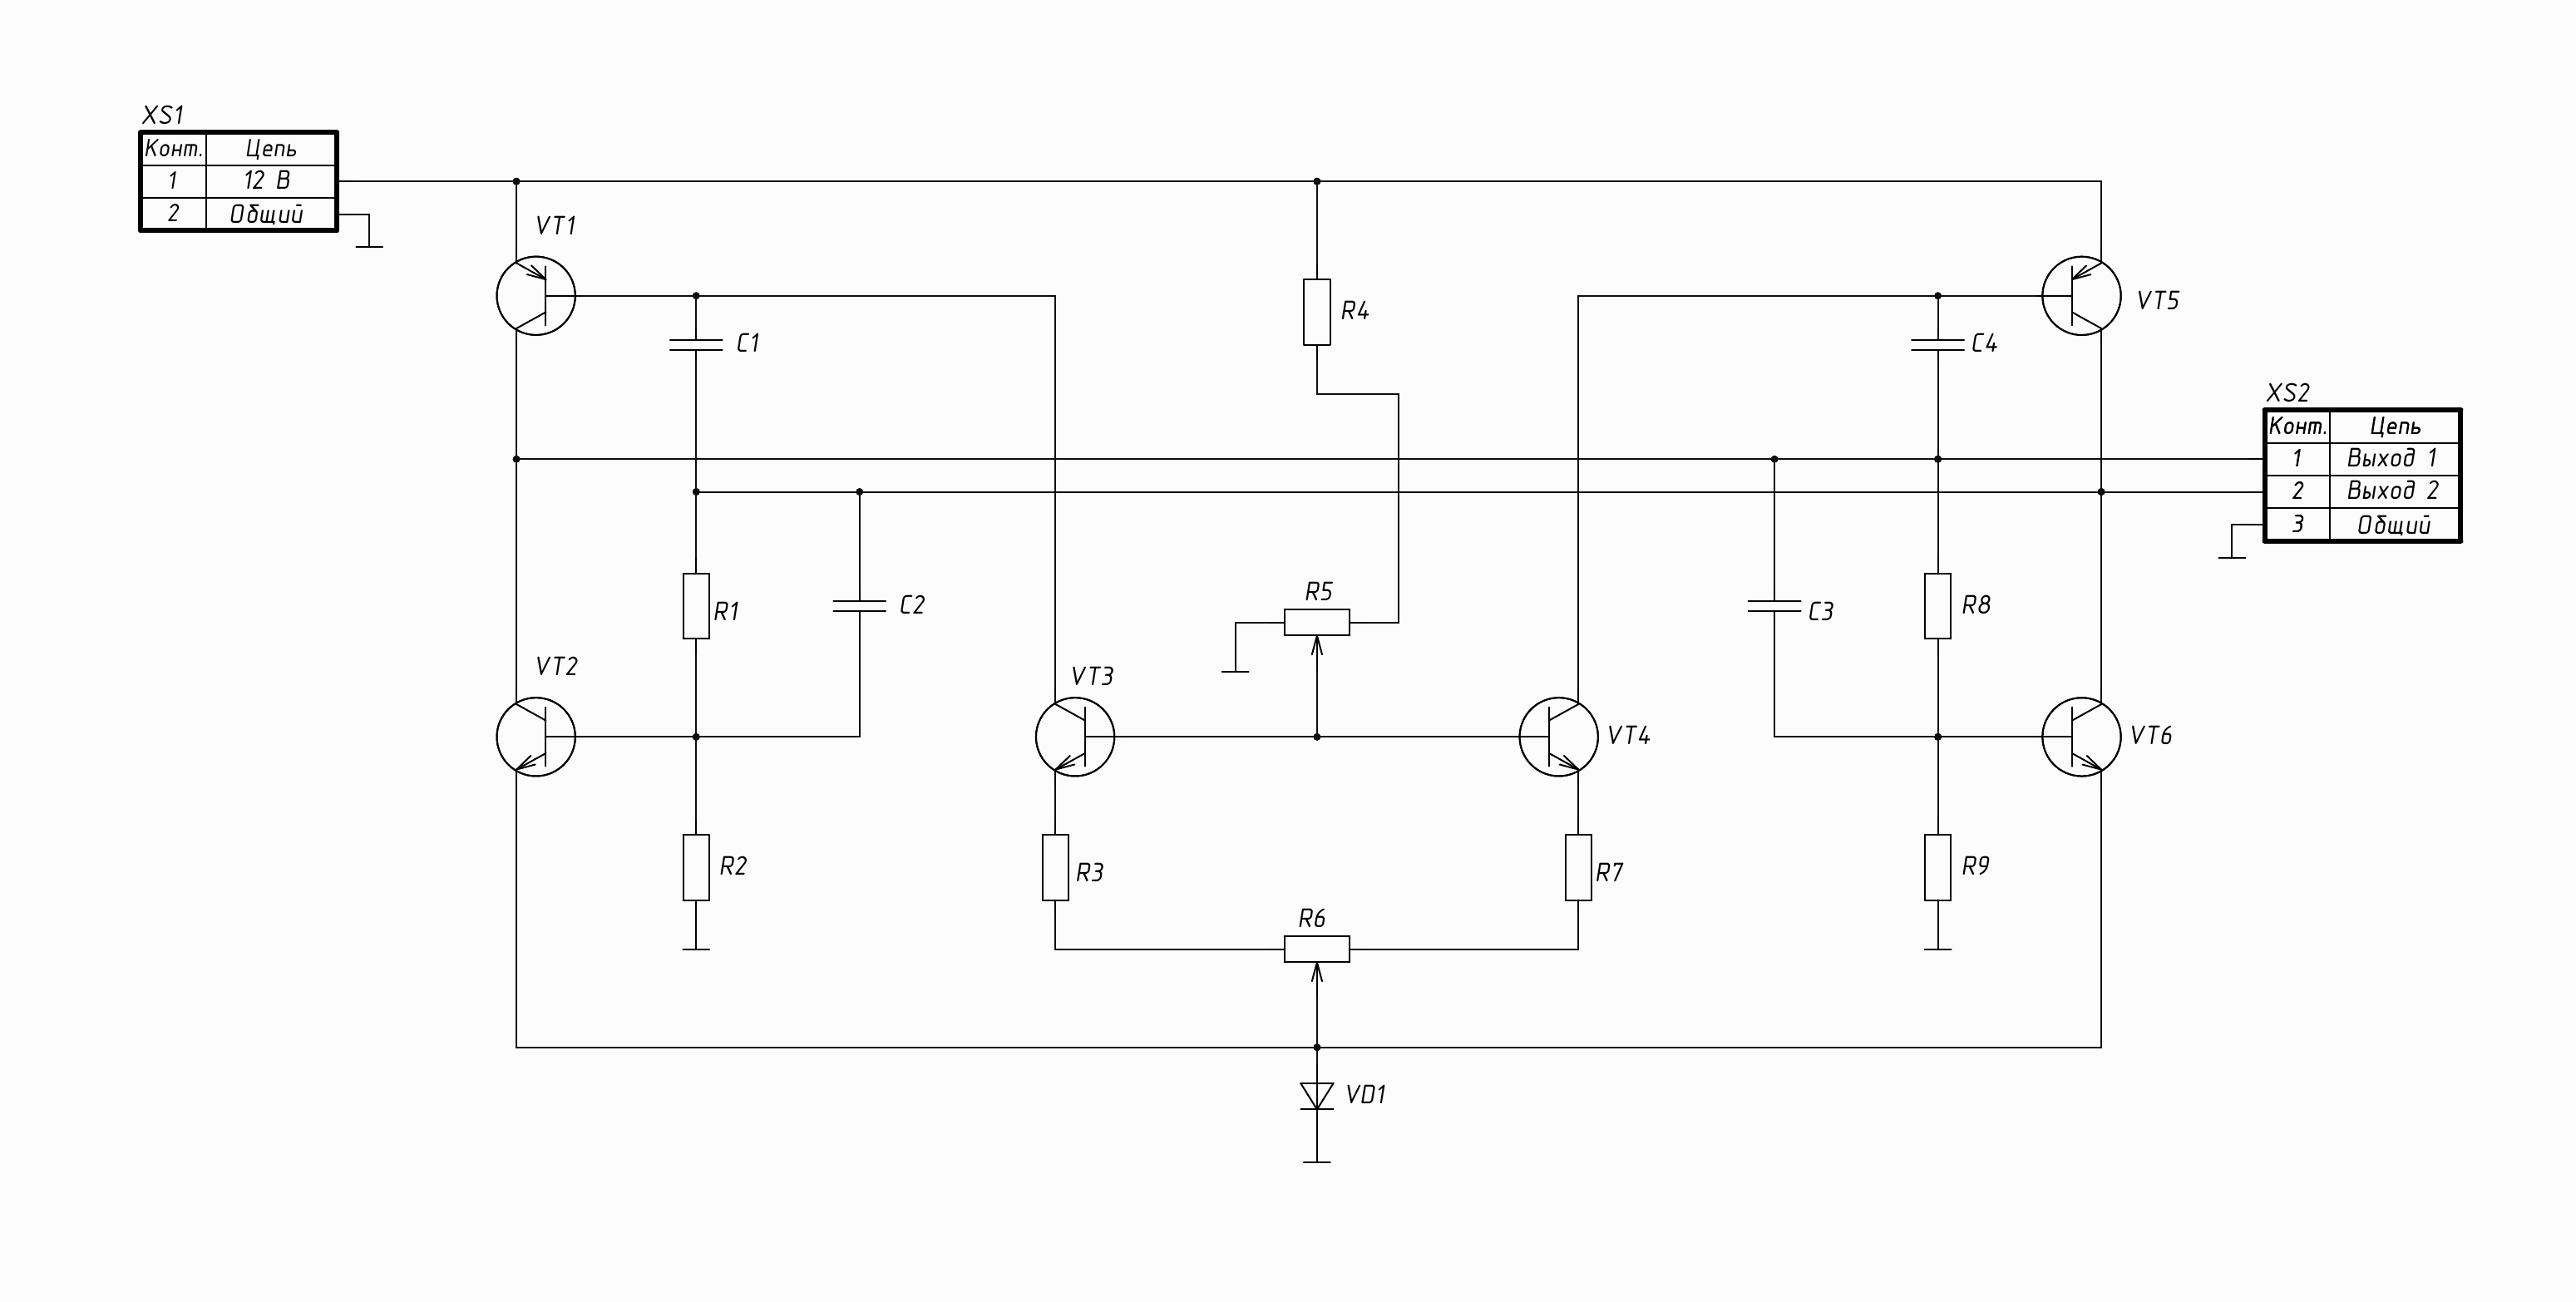 XS1
Конт. Цепь
1 12 В
2 Общий
VT1
VT5
R4
C1
C4
XS2
Конт. Цепь
1 Выход 1
2 Выход 2
3 Общий
R5
R1
C2
C3
R8
VT2
VT3
VT4
VT6
R2
R3
R7
R9
R6
VD1